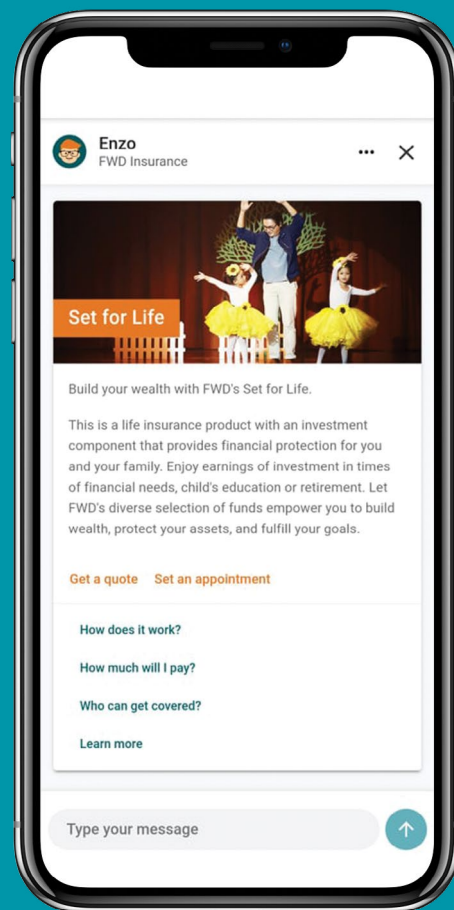 Enzo
FWD Insurance
Set for Life
Build your wealth with FWD's Set for Life.
This is a life insurance product with an investment
component that provides financial protection for you
and your family. Enjoy earnings of investment in times
of financial needs, child's education or retirement. Let
FWD's diverse selection of funds empower you to build
wealth, protect your assets, and fulfill your goals.
Get a quote Set an appointment
How does it work?
How much will I pay?
Who can get covered?
Learn more
Type your message